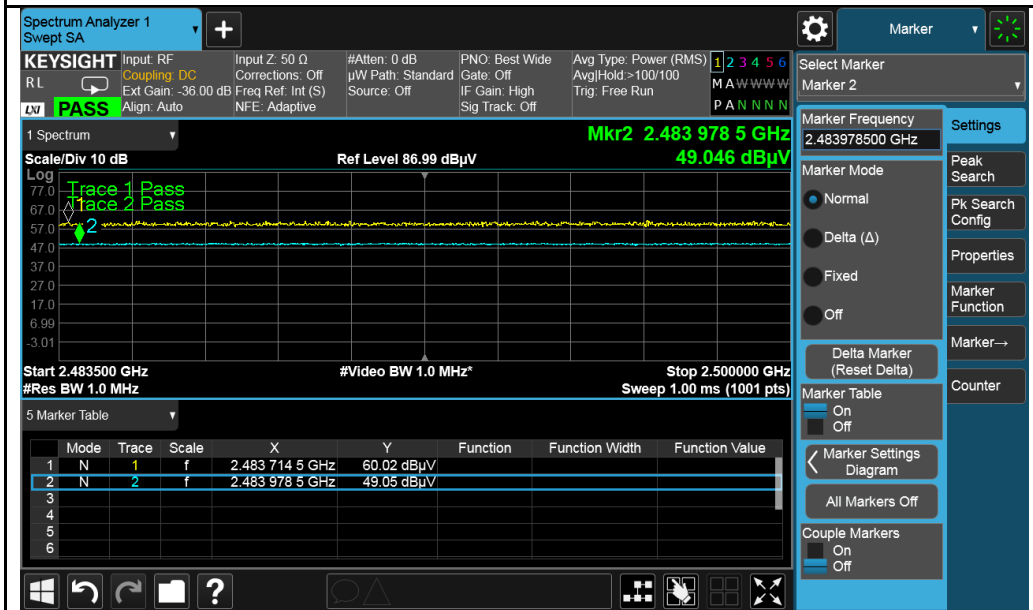 Spectrum Analyzer 1
Swept SA
Marker
KEYSIGHT
RL
LXI
PASS
Input: RF
Coupling: DC
Ext Gain: -36.00 dB
Align: Auto
Input Z: 50 Ω
Corrections: Off
Freq Ref: Int (S)
NFE: Adaptive
#Atten: 0 dB
µW Path: Standard
Source: Off
PNO: Best Wide
Gate: Off
IF Gain: High
Sig Track: Off
Avg Type: Power (RMS)
Avg|Hold:>100/100
Trig: Free Run
1 2 3 4 5 6
M A W W W W
P A N N N N
1 Spectrum
Mkr2 2.483 978 5 GHz
49.046 dBµV
Scale/Div 10 dB
Ref Level 86.99 dBµV
Log
77.0
67.0
57.0
47.0
37.0
27.0
17.0
6.99
-3.01
Trace 1 Pass
Trace 2 Pass
1
2
Start 2.483500 GHz
#Video BW 1.0 MHz*
Stop 2.500000 GHz
#Res BW 1.0 MHz
Sweep 1.00 ms (1001 pts)
5 Marker Table
Mode Trace Scale X Y Function Function Width Function Value
1 N 1 f 2.483 714 5 GHz 60.02 dBµV
2 N 2 f 2.483 978 5 GHz 49.05 dBµV
3
4
5
6
Select Marker
Marker 2
Marker Frequency
2.483978500 GHz
Marker Mode
Normal
Delta (Δ)
Fixed
Off
Delta Marker
(Reset Delta)
Marker Table
On
Off
Marker Settings
Diagram
All Markers Off
Couple Markers
On
Off
Settings
Peak
Search
Pk Search
Config
Properties
Marker
Function
Marker→
Counter